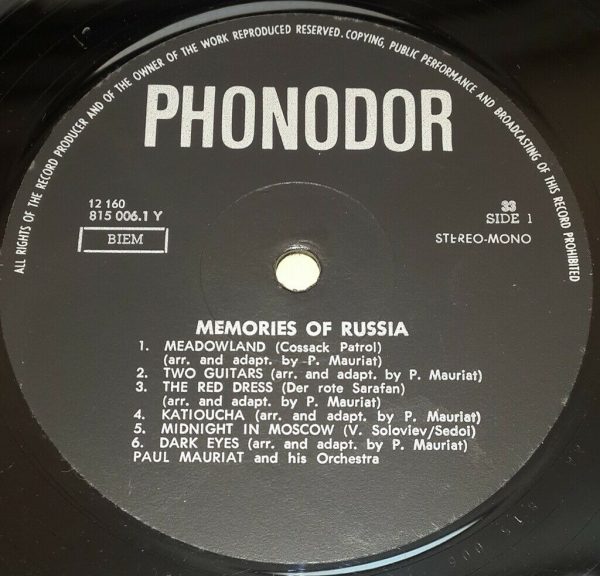 ALL RIGHTS OF THE RECORD PRODUCER AND OF THE OWNER OF THE WORK REPRODUCED RESERVED. COPYING, PUBLIC PERFORMANCE AND BROADCASTING OF THIS RECORD PROHIBITED
PHONODOR
12 160
815 006.1 Y
BIEM
33
SIDE 1
STEREO-MONO
MEMORIES OF RUSSIA
1. MEADOWLAND (Cossack Patrol)
(arr. and adapt. by P. Mauriat)
2. TWO GUITARS (arr. and adapt. by P. Mauriat)
3. THE RED DRESS (Der rote Sarafan)
(arr. and adapt. by P. Mauriat)
4. KATIOUCHA (arr. and adapt. by P. Mauriat)
5. MIDNIGHT IN MOSCOW (V. Soloviev/Sedoi)
6. DARK EYES (arr. and adapt. by P. Mauriat)
PAUL MAURIAT and his Orchestra